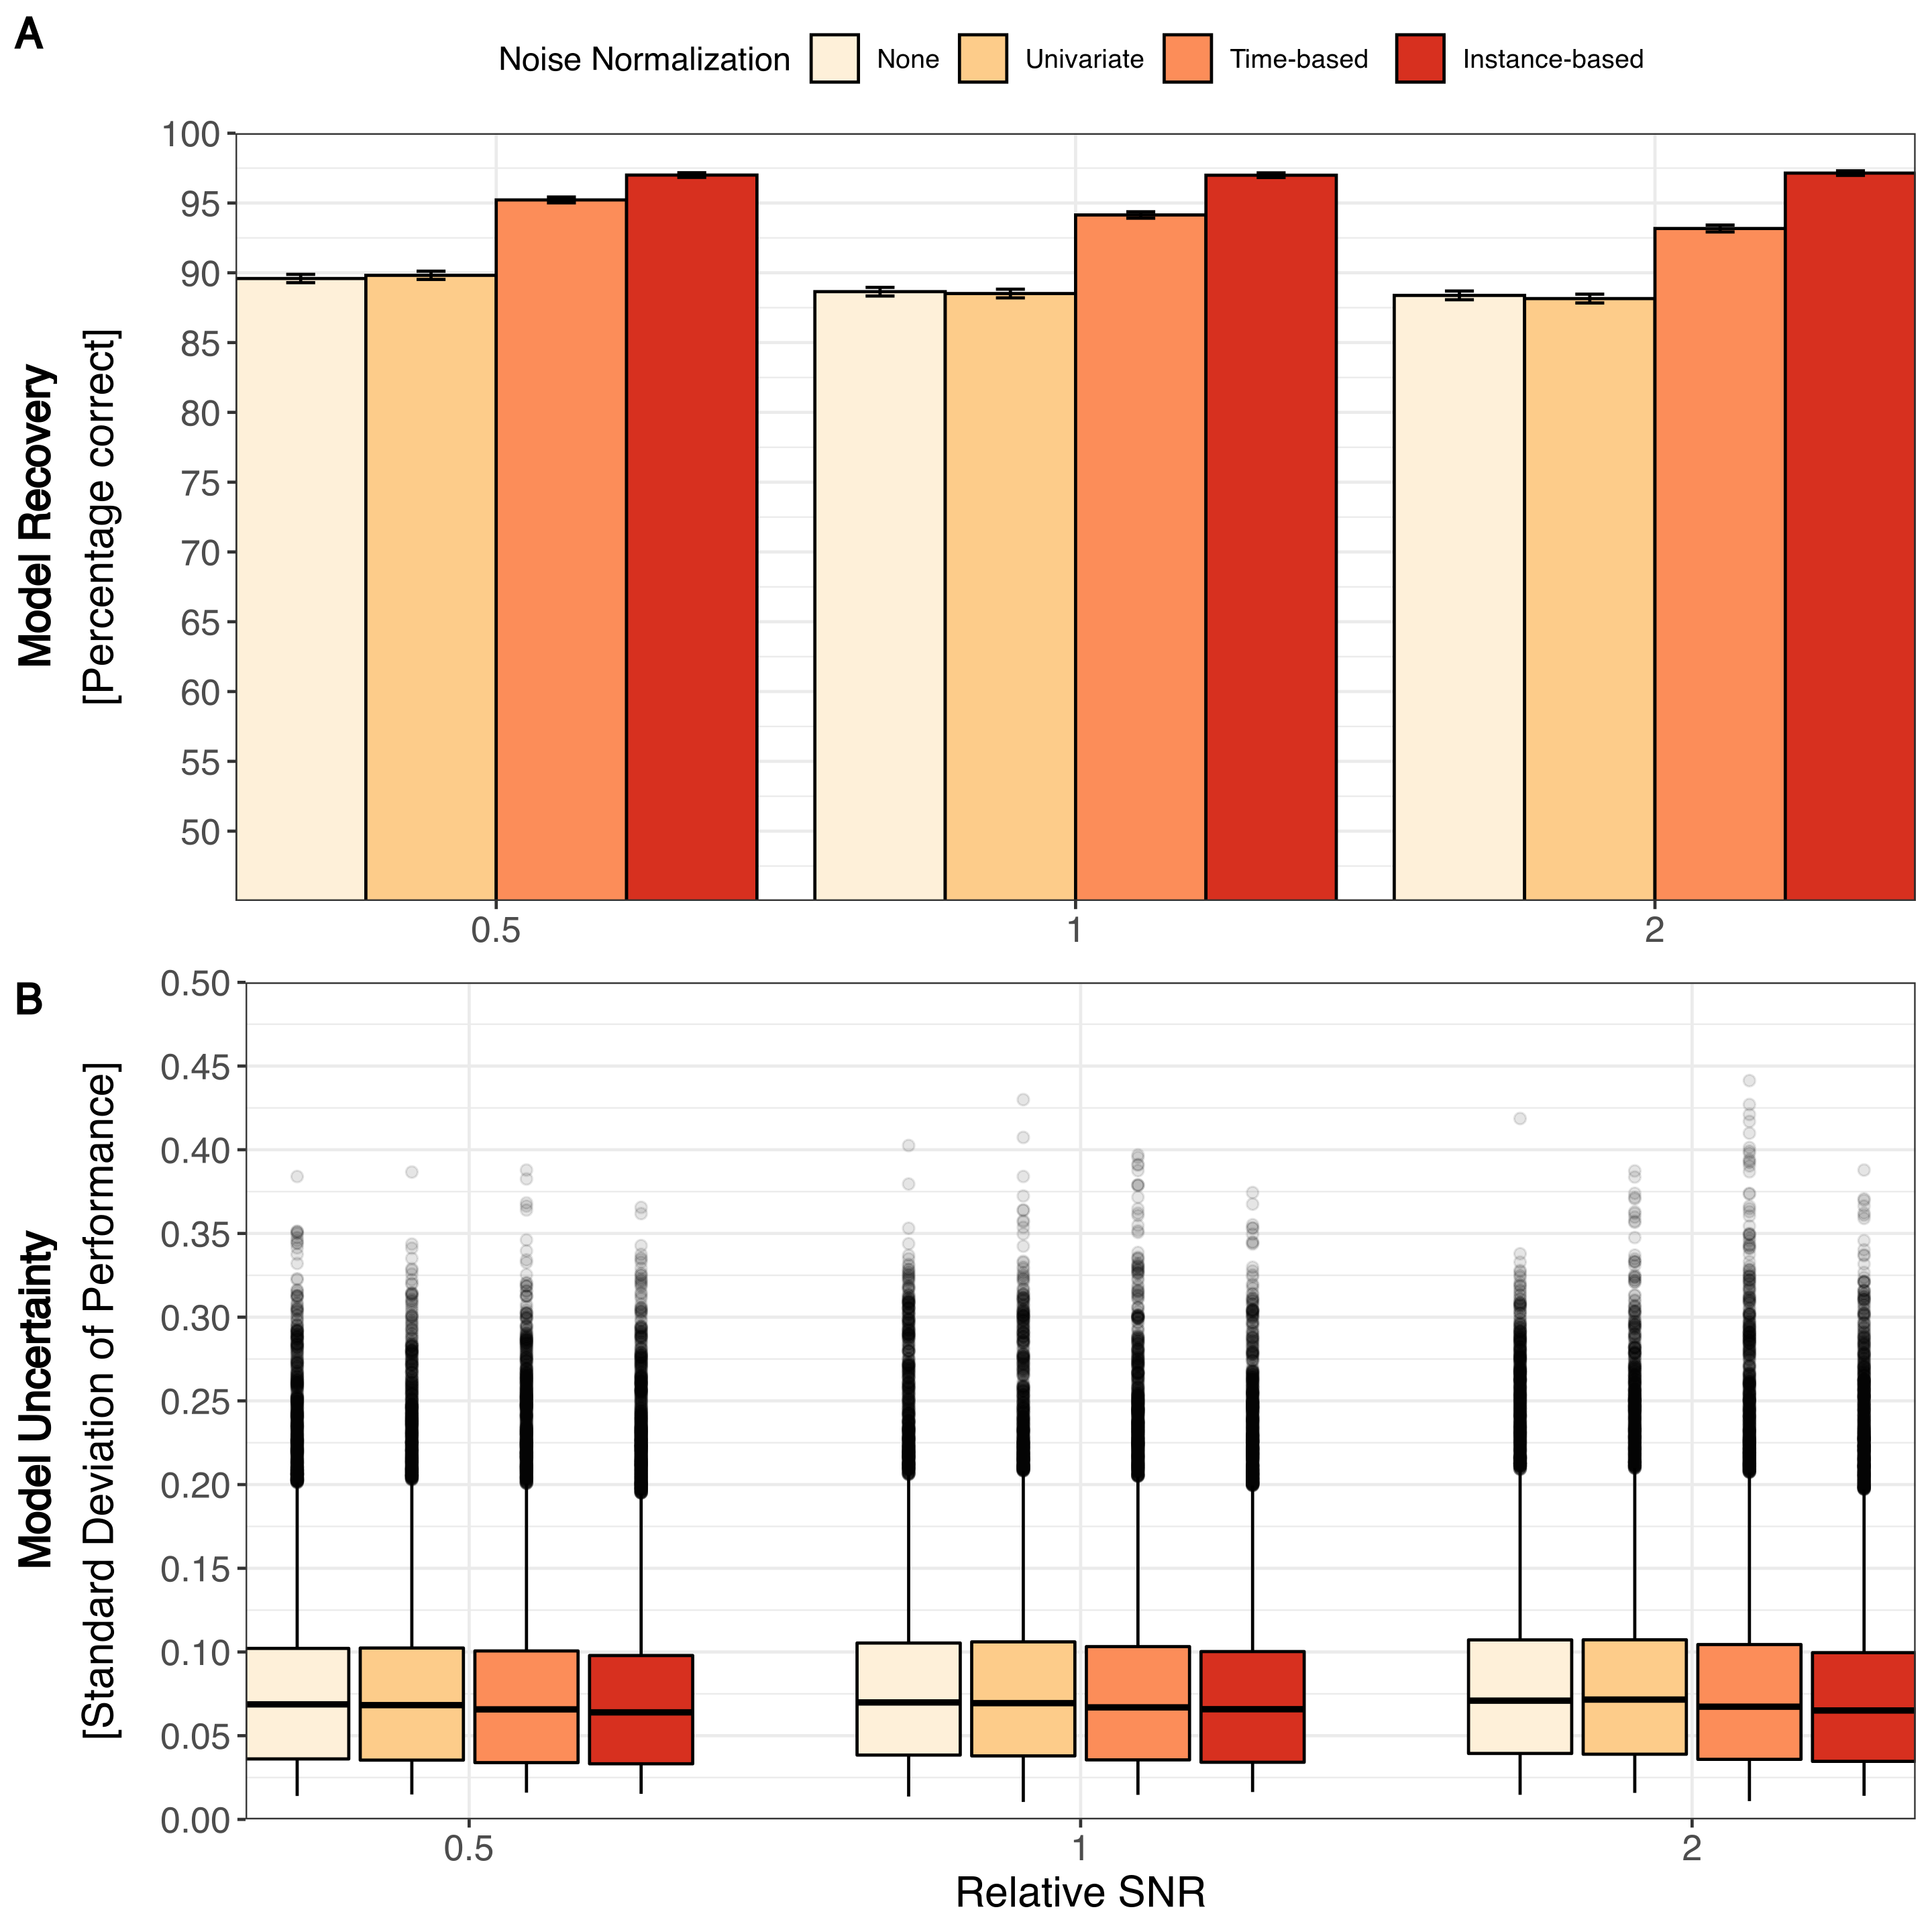 A
Noise Normalization None Univariate Time-based Instance-based
Model Recovery
[Percentage correct]
100
95
90
85
80
75
70
65
60
55
50
0.5 1 2
B
Model Uncertainty
[Standard Deviation of Performance]
0.50
0.45
0.40
0.35
0.30
0.25
0.20
0.15
0.10
0.05
0.00
0.5 1 2
Relative SNR